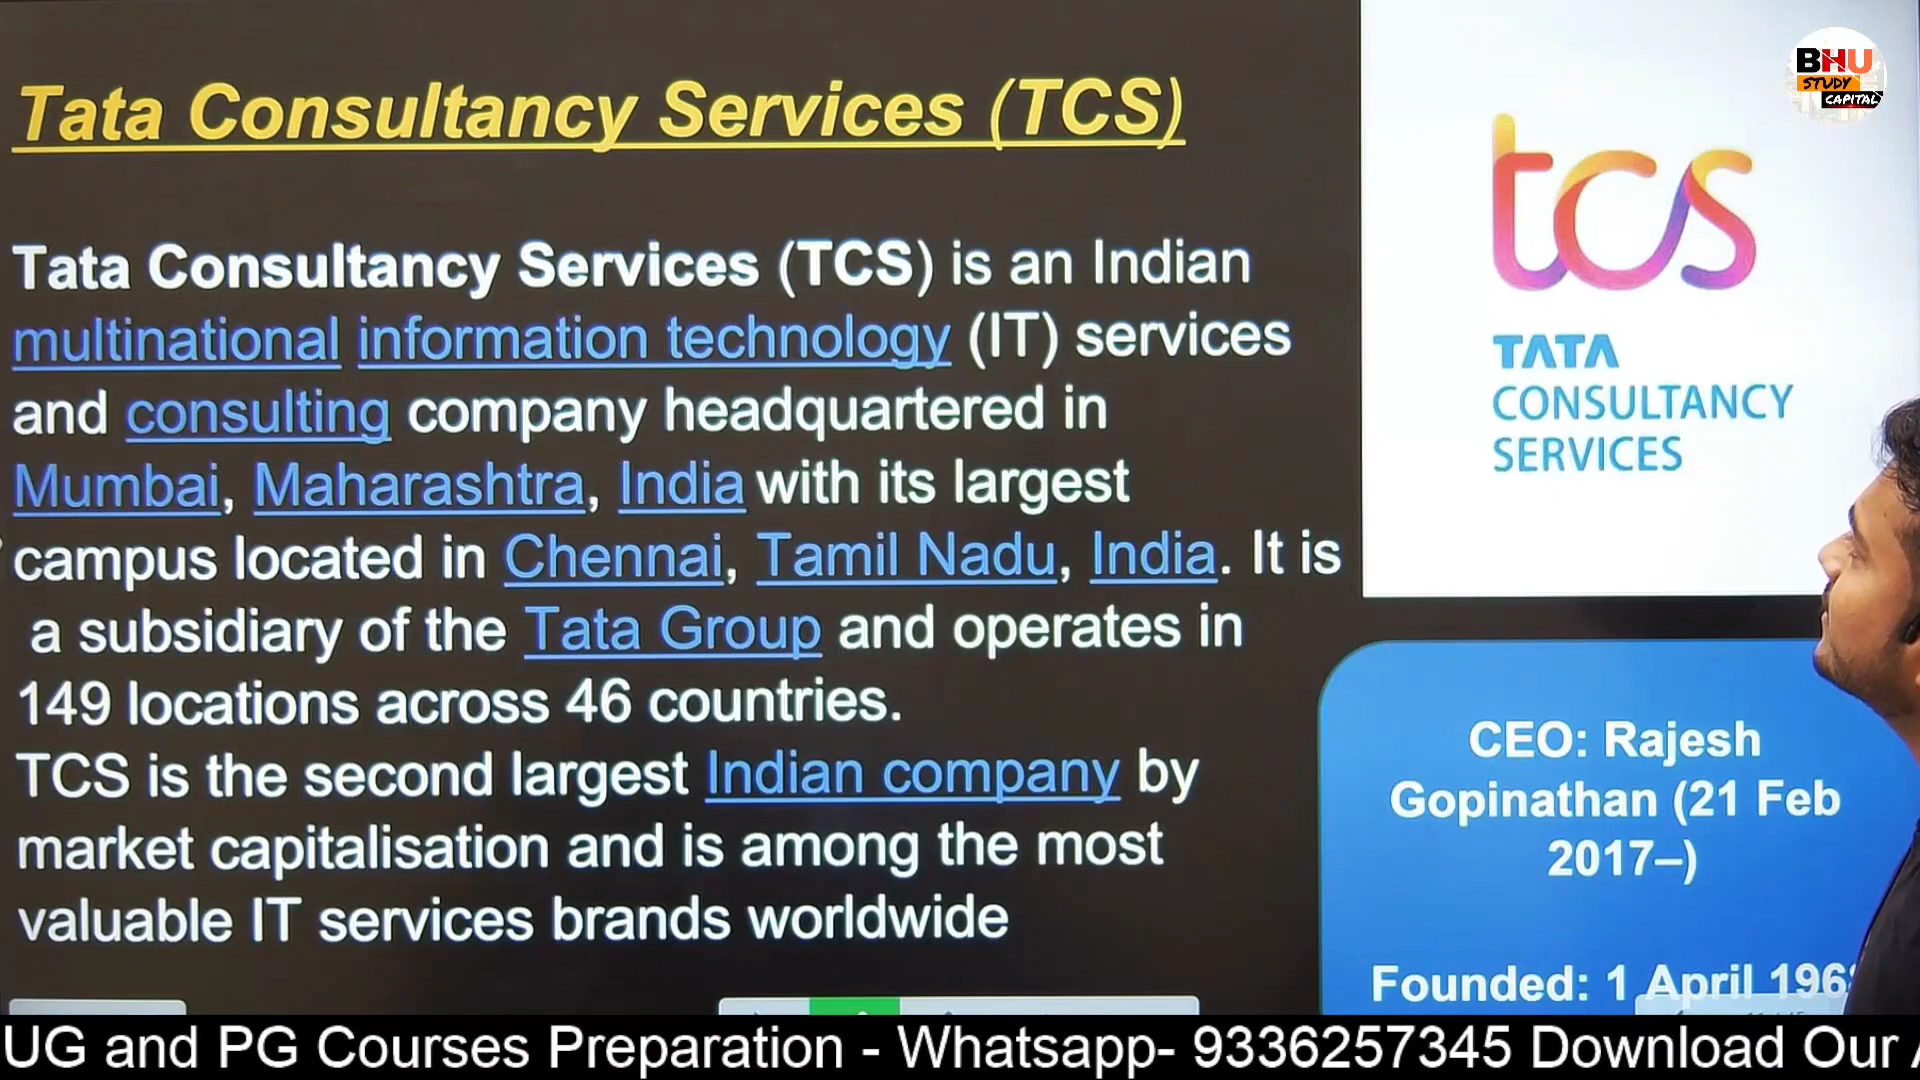 Tata Consultancy Services (TCS)
Tata Consultancy Services (TCS) is an Indian
multinational information technology (IT) services
and consulting company headquartered in
Mumbai, Maharashtra, India with its largest
campus located in Chennai, Tamil Nadu, India. It is
a subsidiary of the Tata Group and operates in
149 locations across 46 countries.
TCS is the second largest Indian company by
market capitalisation and is among the most
valuable IT services brands worldwide
BHU
STUDY
CAPITAL
tcs
TATA
CONSULTANCY
SERVICES
CEO: Rajesh
Gopinathan (21 Feb
2017–)
Founded: 1 April
UG and PG Courses Preparation - Whatsapp- 9336257345 Download Our